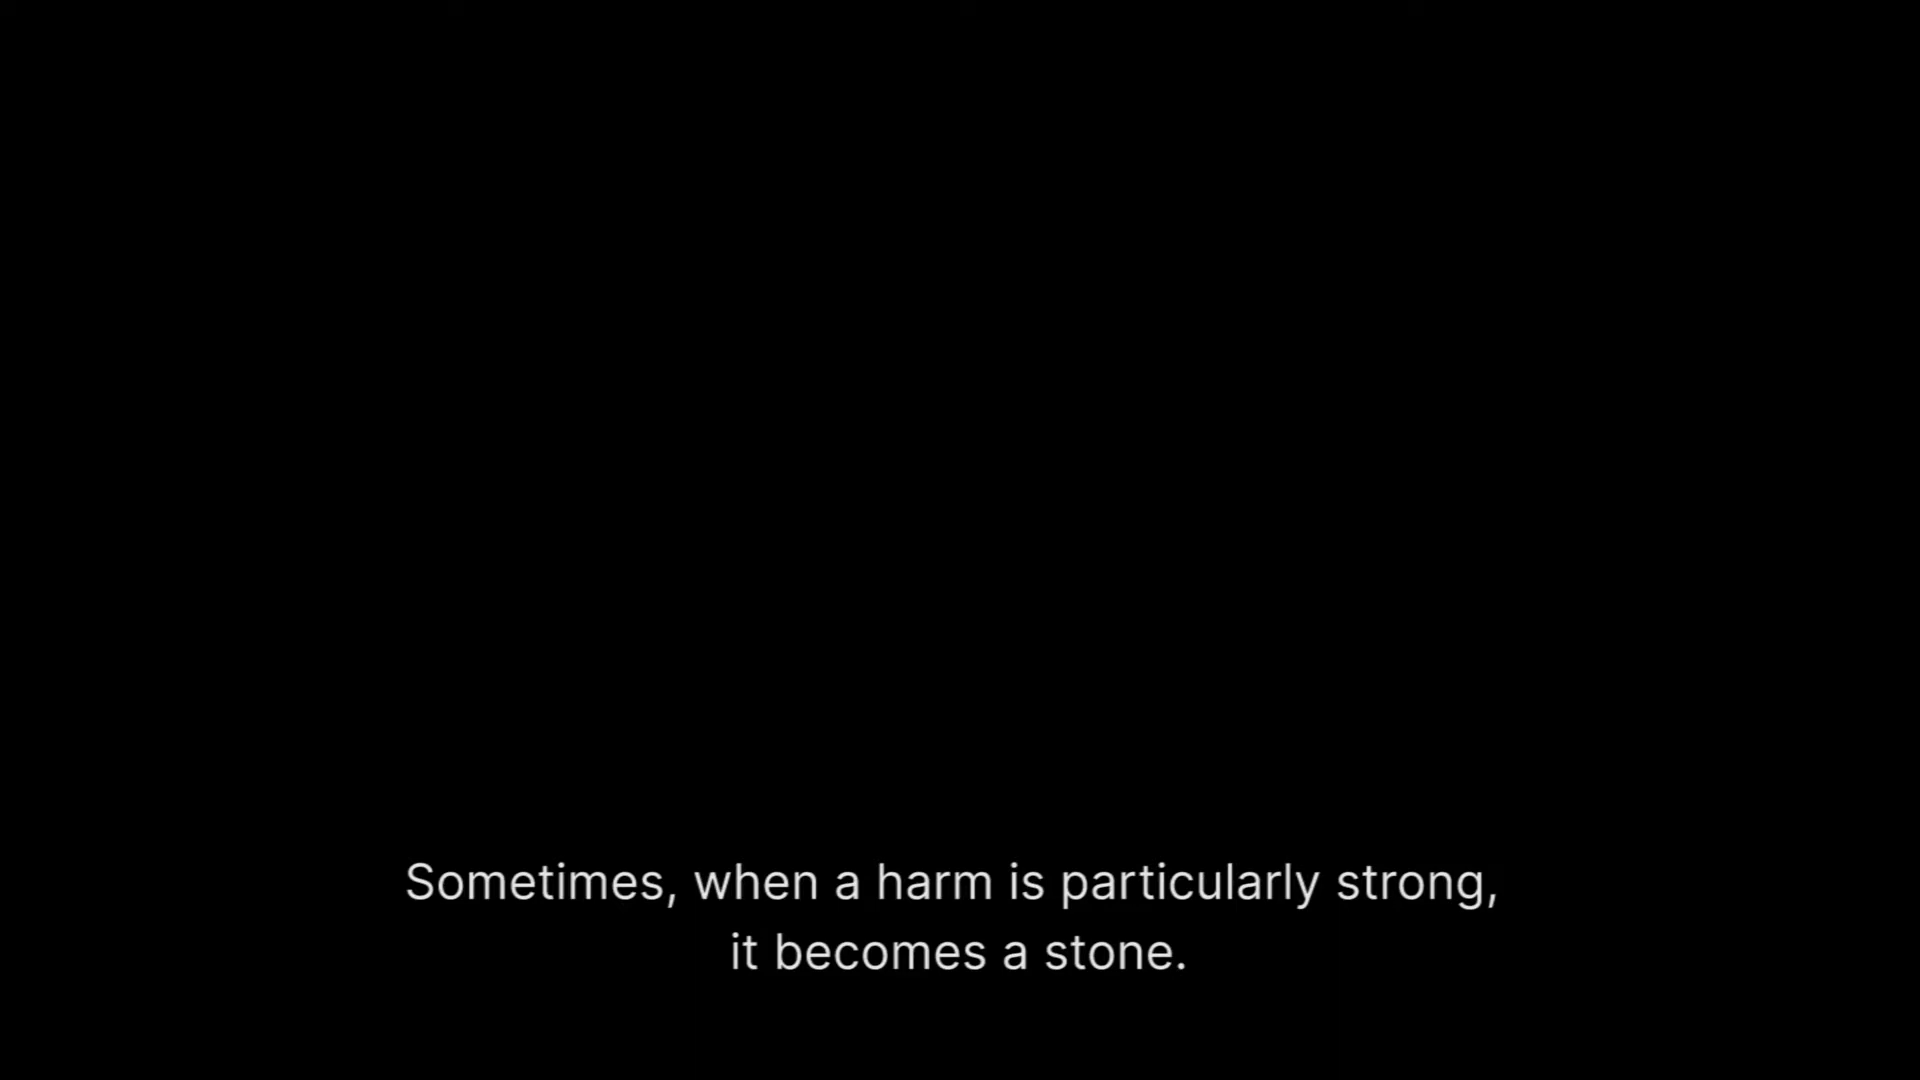 Sometimes, when a harm is particularly strong,
it becomes a stone.